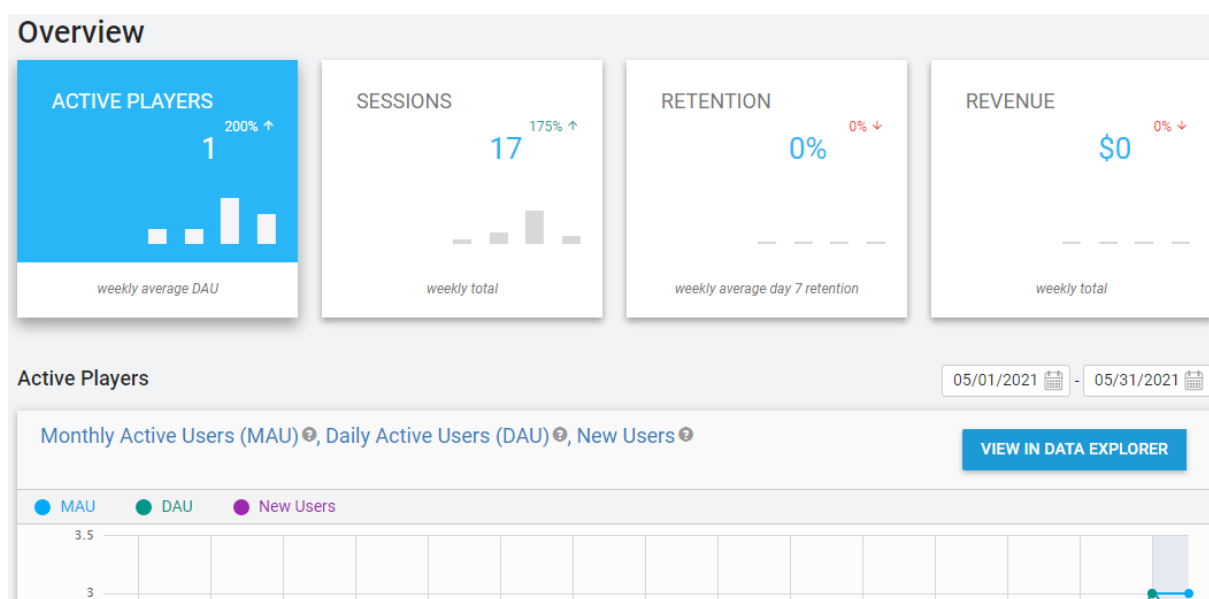 Overview
ACTIVE PLAYERS
200% ↑
1
weekly average DAU
SESSIONS
175% ↑
17
weekly total
RETENTION
0% ↓
0%
weekly average day 7 retention
REVENUE
0% ↓
$0
weekly total
Active Players
05/01/2021 - 05/31/2021
Monthly Active Users (MAU) ?, Daily Active Users (DAU) ?, New Users ?
VIEW IN DATA EXPLORER
MAU DAU New Users
3.5
3